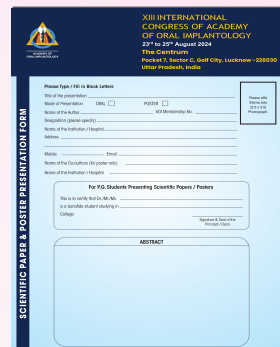 XIII INTERNATIONAL
CONGRESS OF ACADEMY
OF ORAL IMPLANTOLOGY
23rd to 25th August 2024
The Centrum
Pocket 7, Sector C, Golf City, Lucknow - 226030
Uttar Pradesh, India
ACADEMY
OF ORAL IMPLANTOLOGY
SCIENTIFIC PAPER & POSTER PRESENTATION FORM
Please Type / Fill in Block Letters
Title of the presentation
Mode of Presentation ORAL POSTER
Name of the Author AOI Membership No.
Designation (please specify)
Name of the Institution / Hospital
Address
Mobile Email
Name of the Co-authors (for poster only)
Name of the Institution / Hospital
Please affix
Stamp size
Photograph
For P.G. Students Presenting Scientific Papers / Posters
This is to certify that Dr./Mr./Ms.
is a bonafide student studying in
College
Signature & Seal of the
Principal / Dean
ABSTRACT